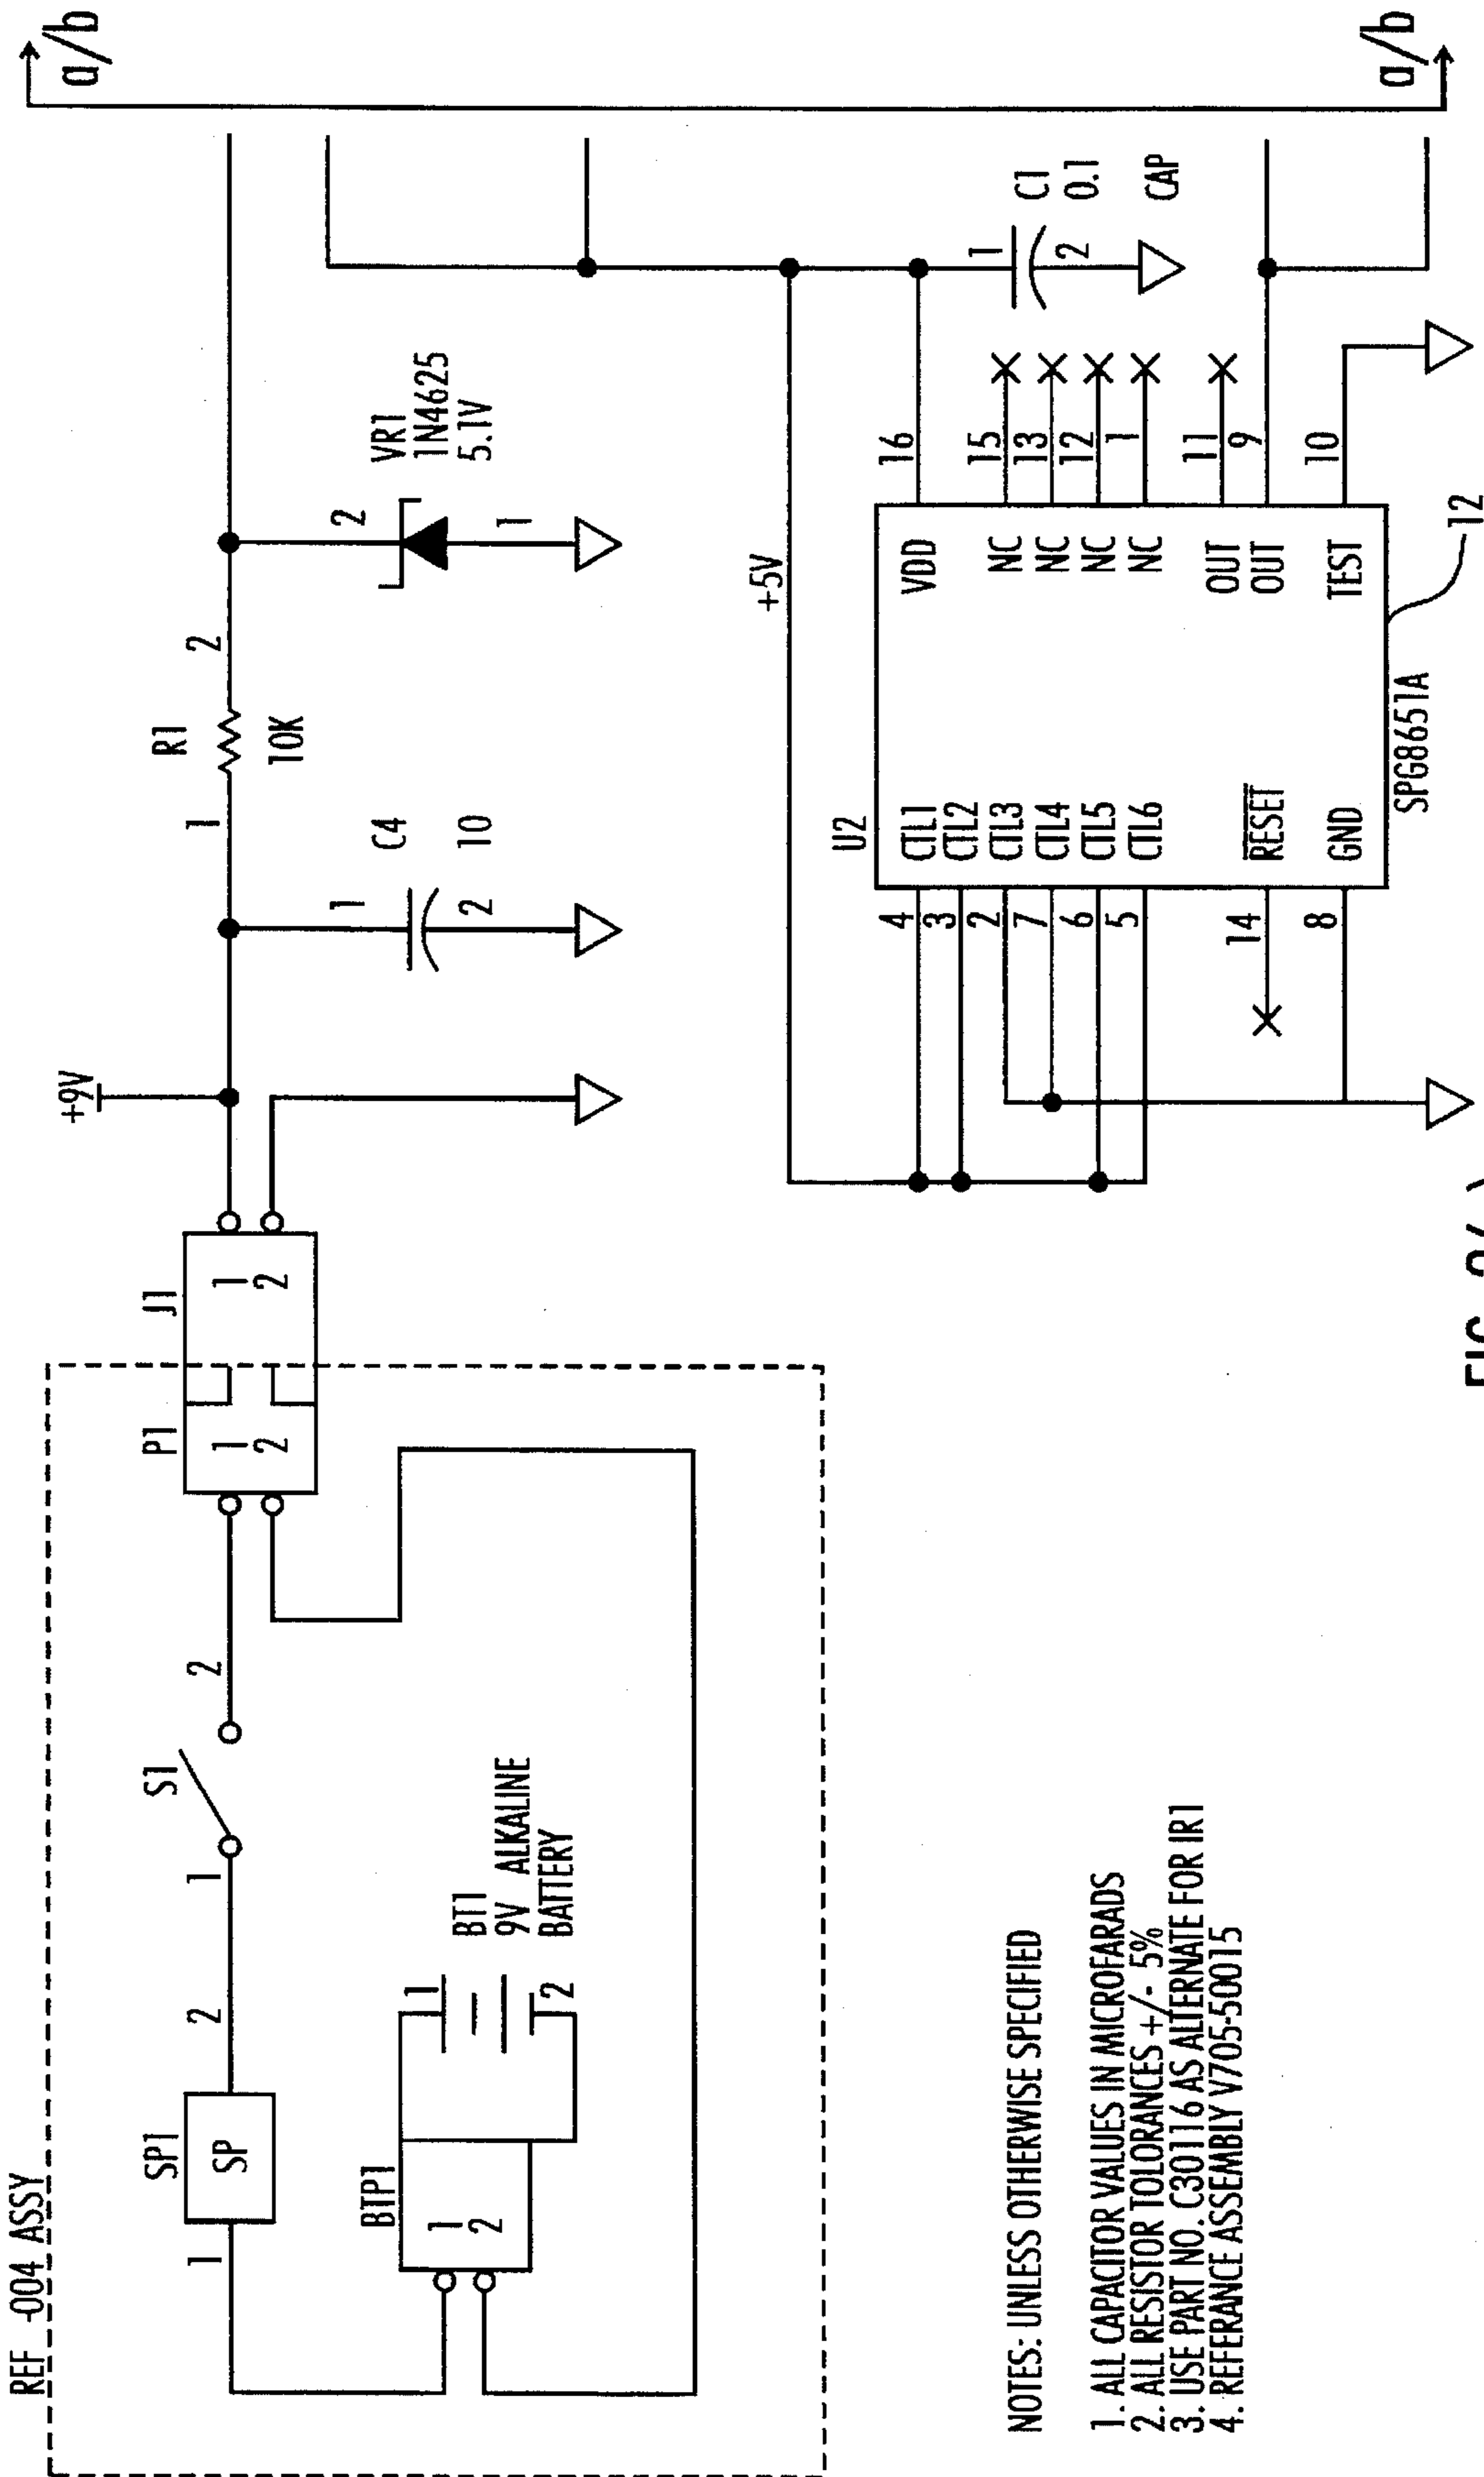 REF -004 ASSY
SP1
SP
1
2
S1
1
2
BTP1
1
2
BT1
9V ALKALINE
BATTERY
1
2
P1
1
2
J1
1
2
+9V
C4
10
1
2
R1
10K
1
2
VR1
1N4625
5.1V
2
1
+5V
U2
CTL1
CTL2
CTL3
CTL4
CTL5
CTL6
RESET
GND
4
3
2
7
6
5
14
8
VDD
NC
NC
NC
NC
OUT
OUT
TEST
16
15
13
12
1
11
9
10
SPG8651A
12
C1
0.1
CAP
1
2
a/b
a/b
NOTES: UNLESS OTHERWISE SPECIFIED
1. ALL CAPACITOR VALUES IN MICROFARADS
2. ALL RESISTOR TOLORANCES +/- 5%
3. USE PART NO. C30116 AS ALTERNATE FOR IR1
4. REFERANCE ASSEMBLY V705-50015